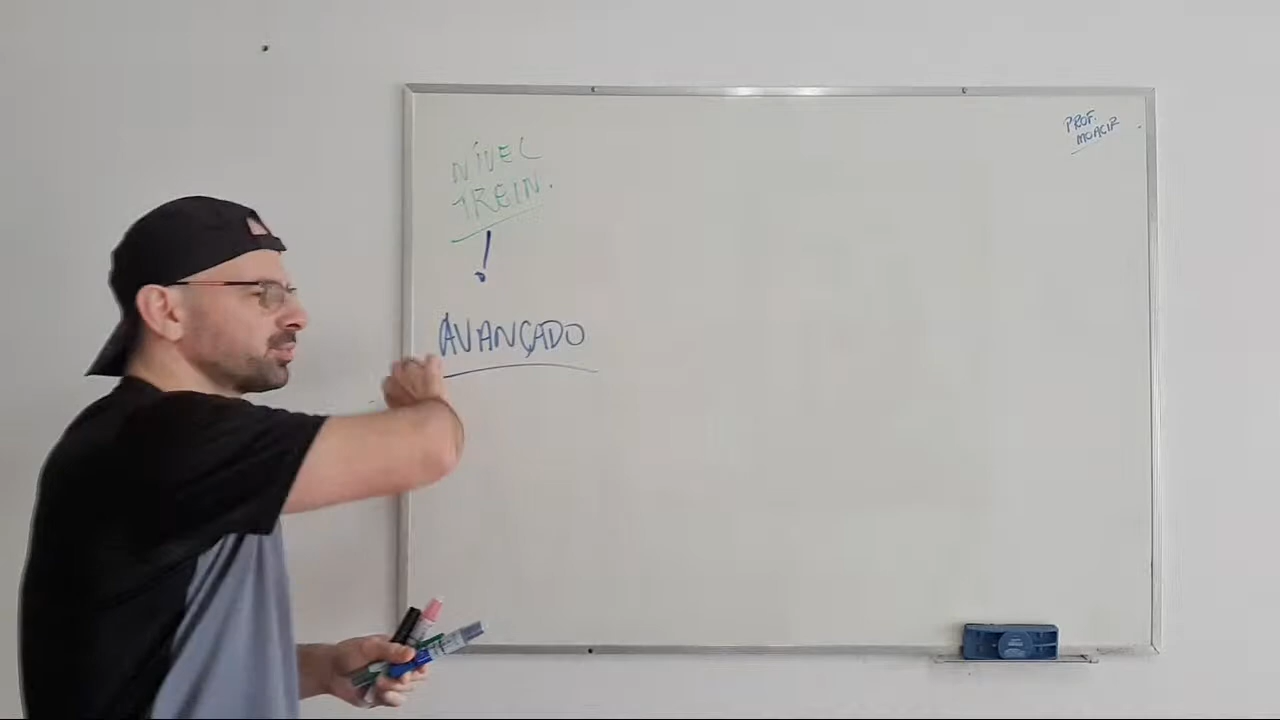 NÍVEL
TREIN.
!
AVANÇADO
PROF.
MOACIR